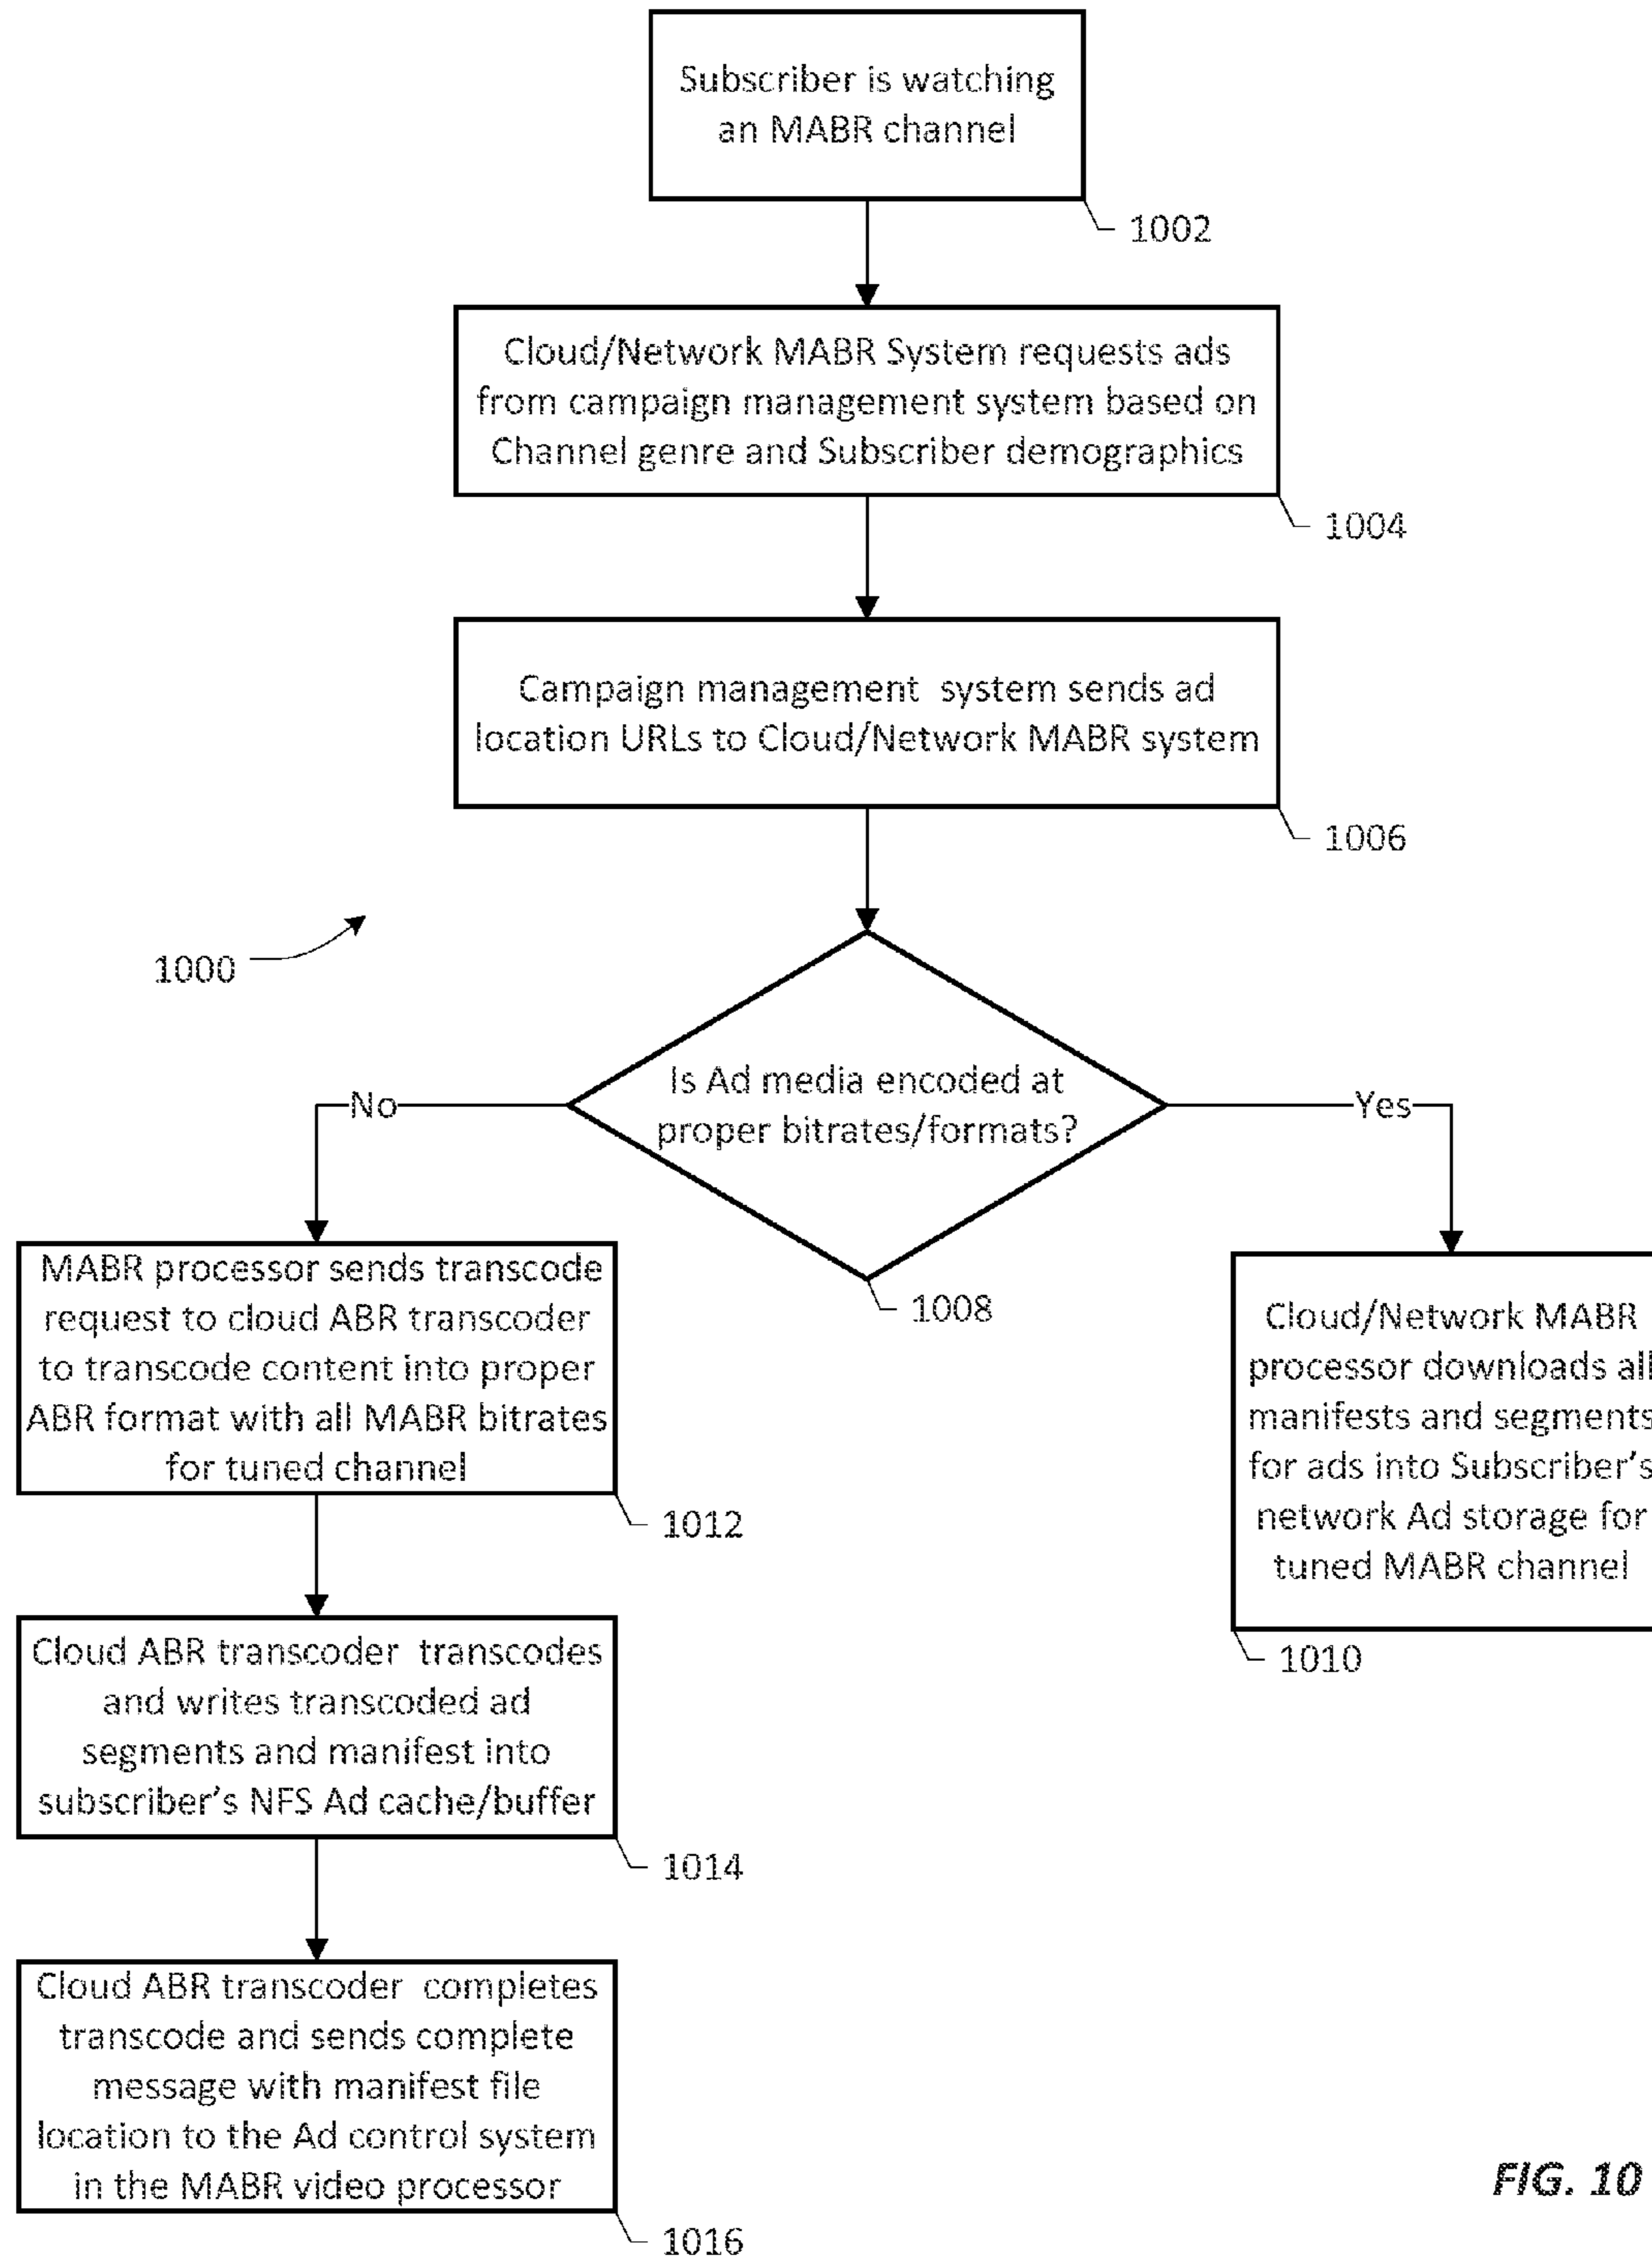 Subscriber is watching
an MABR channel
1002
Cloud/Network MABR System requests ads
from campaign management system based on
Channel genre and Subscriber demographics
1004
Campaign management system sends ad
location URLs to Cloud/Network MABR system
1006
1000
Is Ad media encoded at
proper bitrates/formats?
1008
No
Yes
MABR processor sends transcode
request to cloud ABR transcoder
to transcode content into proper
ABR format with all MABR bitrates
for tuned channel
1012
Cloud/Network MABR
processor downloads all
manifests and segments
for ads into Subscriber's
network Ad storage for
tuned MABR channel
1010
Cloud ABR transcoder transcodes
and writes transcoded ad
segments and manifest into
subscriber's NFS Ad cache/buffer
1014
Cloud ABR transcoder completes
transcode and sends complete
message with manifest file
location to the Ad control system
in the MABR video processor
1016
FIG. 10